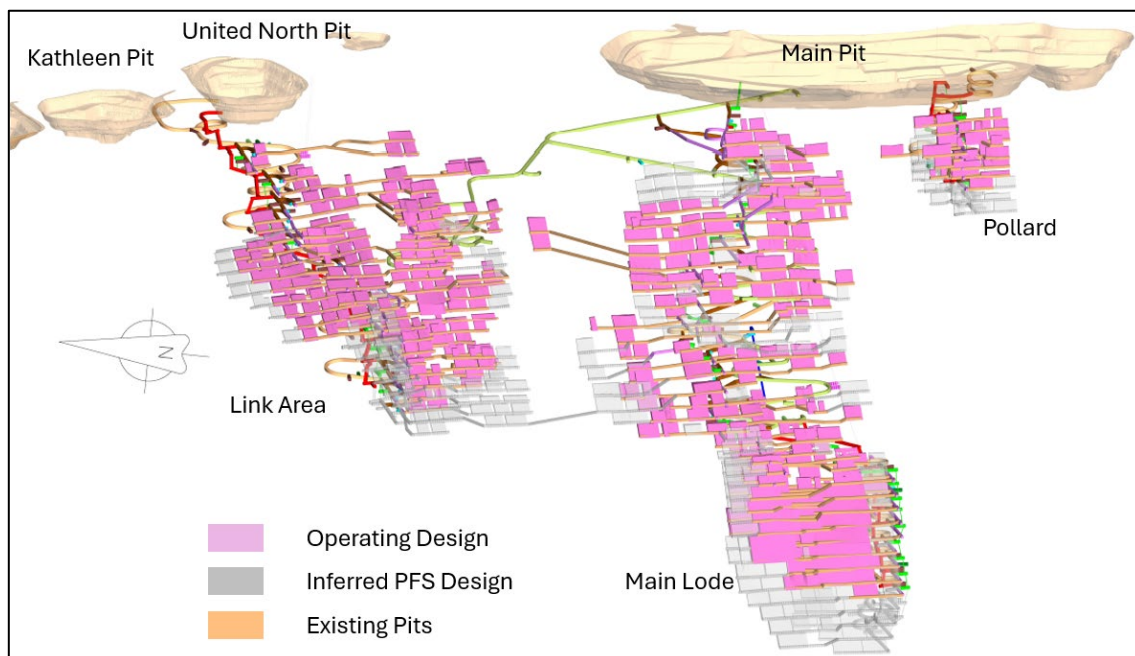 United North Pit
Kathleen Pit
Main Pit
Pollard
N
Link Area
Operating Design
Inferred PFS Design
Main Lode
Existing Pits